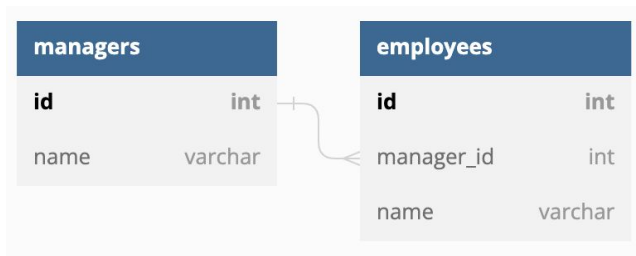 managers
id int
name varchar
employees
id int
manager_id int
name varchar